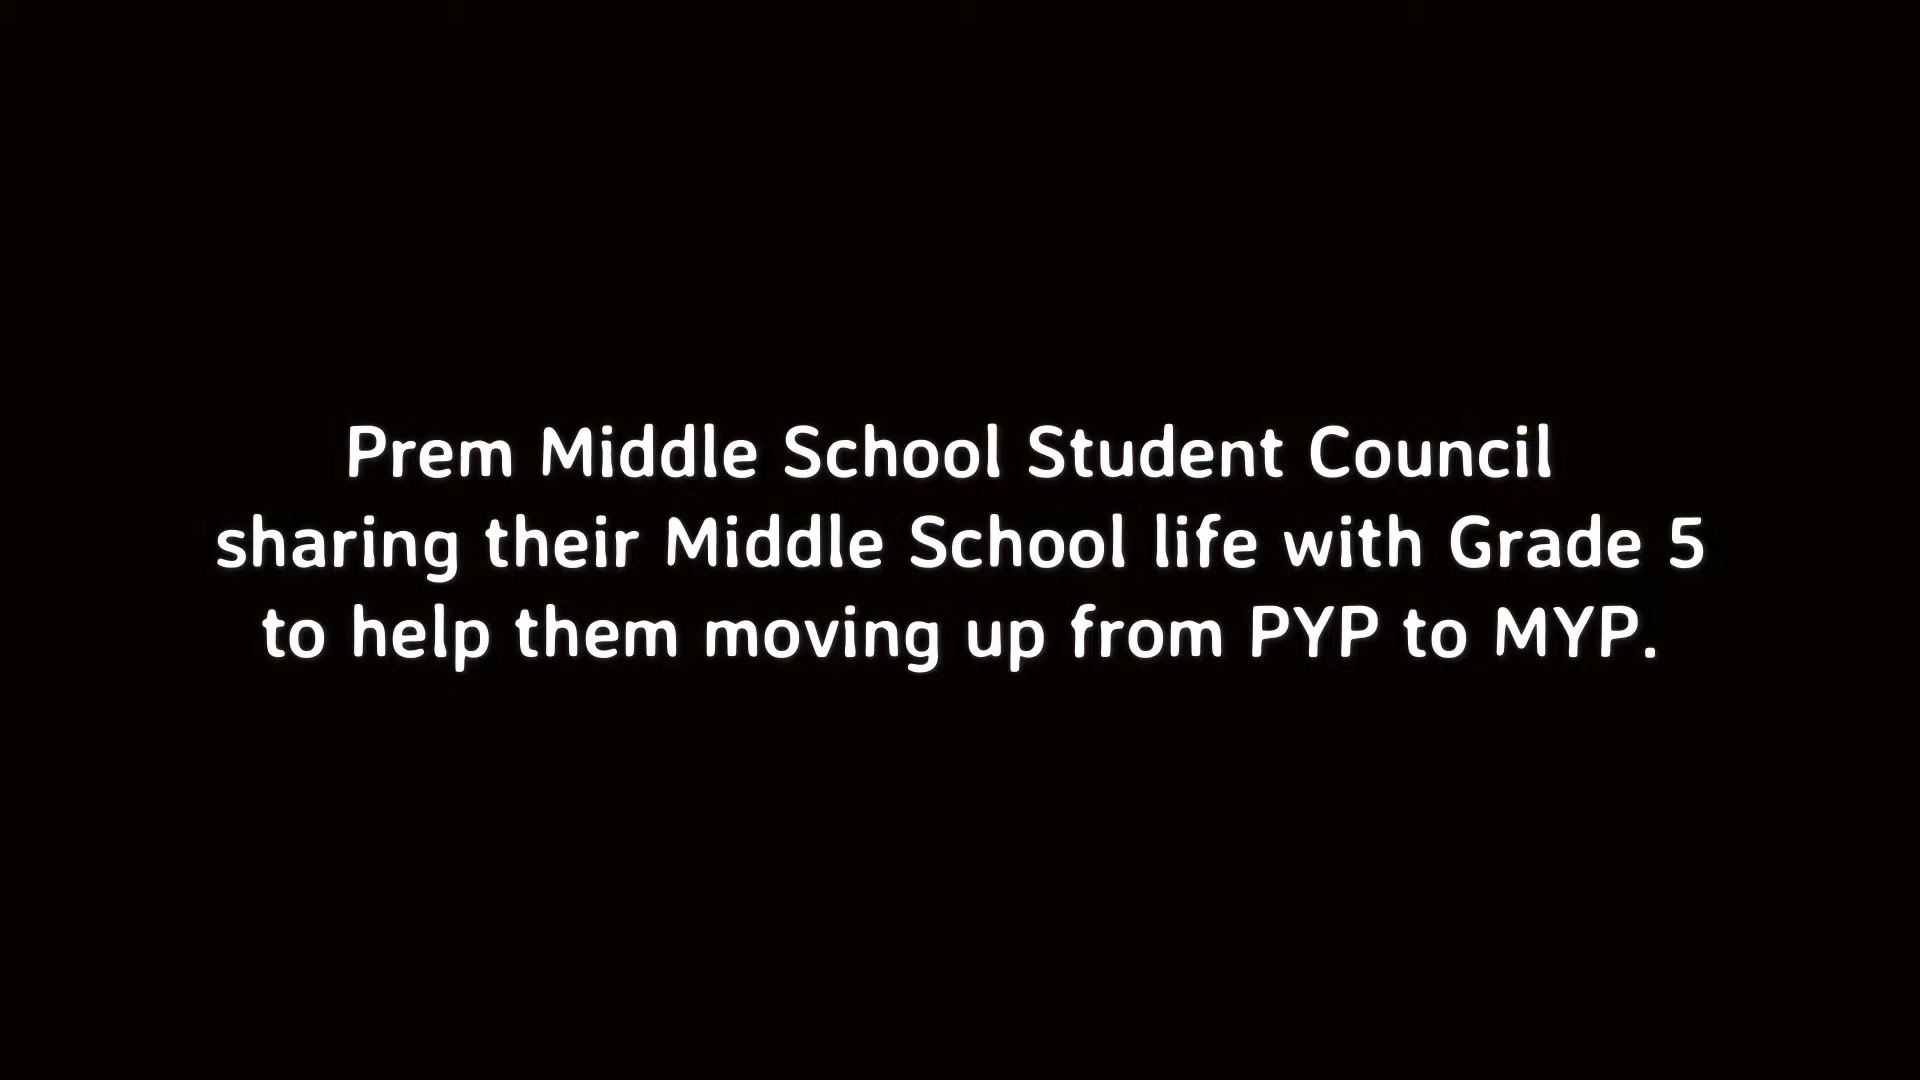 Prem Middle School Student Council
sharing their Middle School life with Grade 5
to help them moving up from PYP to MYP.